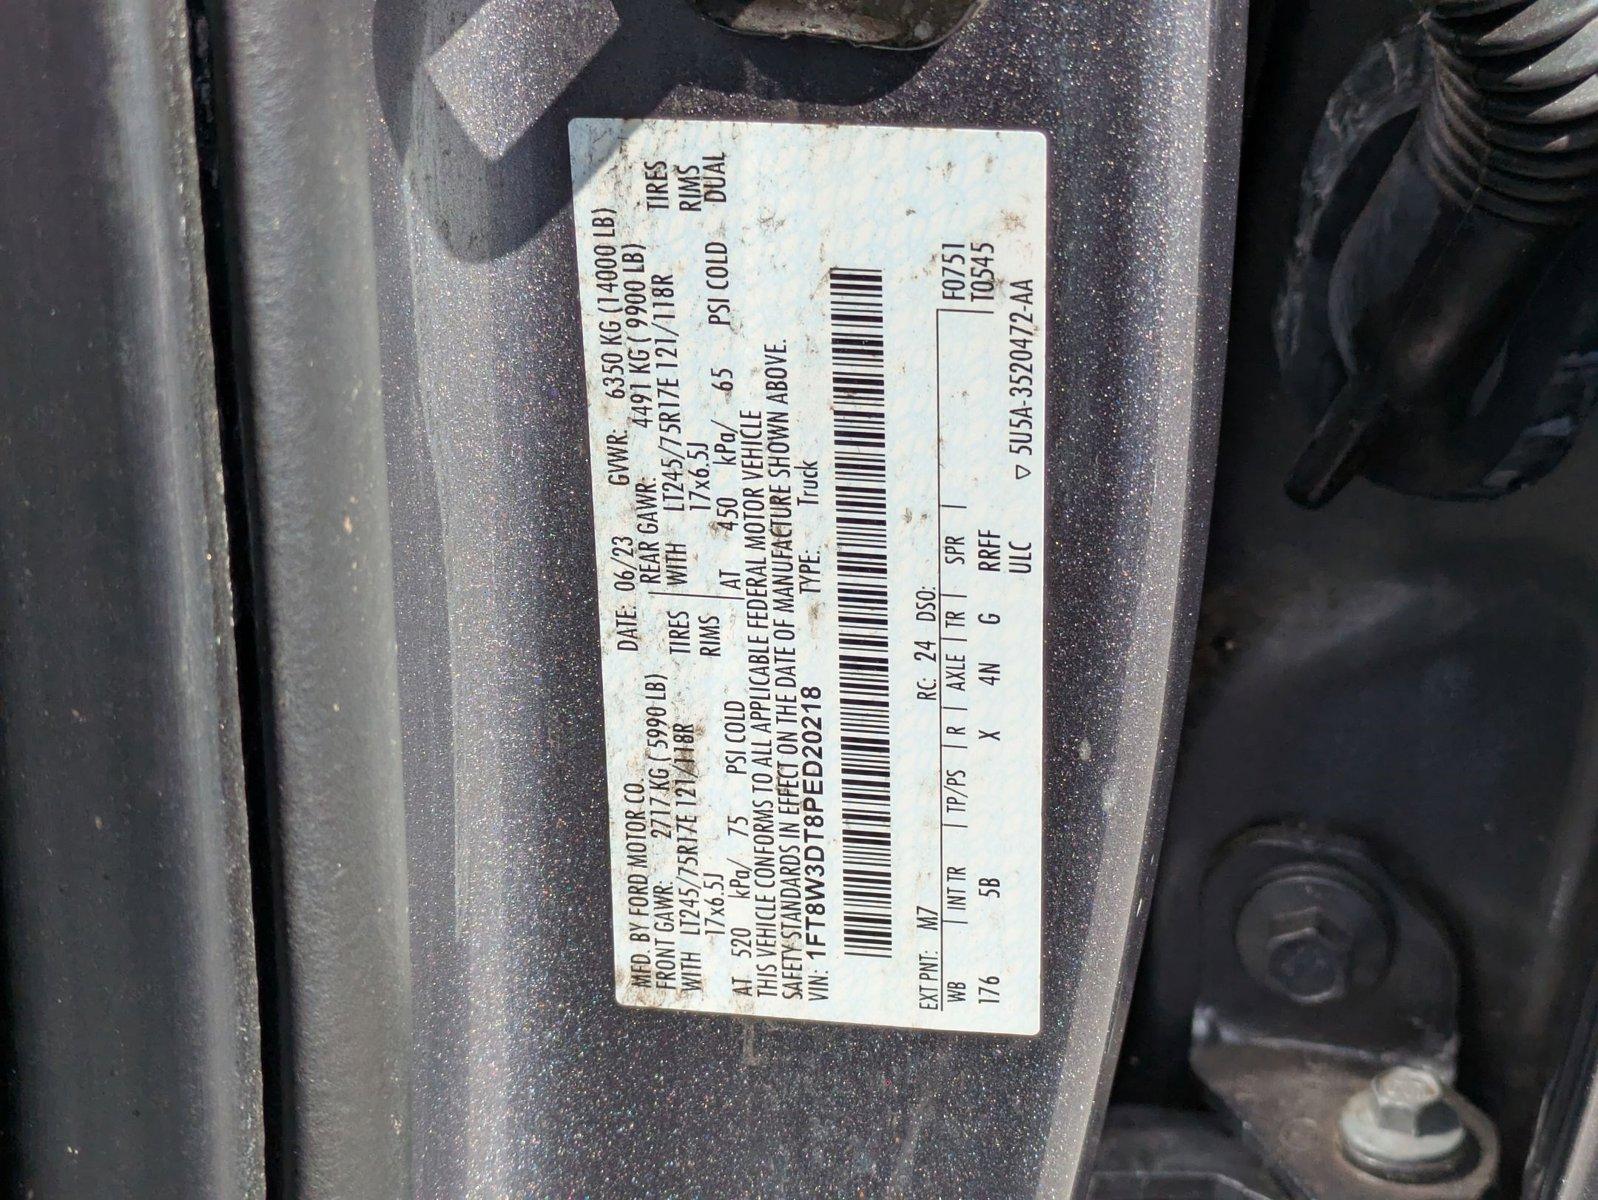 MFD. BY FORD MOTOR CO. DATE: 06/23 GVWR: 6350 KG (14000 LB)
FRONT GAWR: 2717 KG ( 5990 LB) REAR GAWR: 4491 KG ( 9900 LB)
WITH LT245/75R17E 121/118R TIRES WITH LT245/75R17E 121/118R TIRES
17x6.5J RIMS 17x6.5J RIMS
AT 520 kPa/ 75 PSI COLD AT 450 kPa/ 65 PSI COLD DUAL
THIS VEHICLE CONFORMS TO ALL APPLICABLE FEDERAL MOTOR VEHICLE
SAFETY STANDARDS IN EFFECT ON THE DATE OF MANUFACTURE SHOWN ABOVE.
VIN: 1FT8W3DT8PED20218 TYPE: Truck
EXT PNT: M7 RC: 24 DSO: F0751
WB | INT TR | TP/PS | R | AXLE | TR | SPR | T0545
176 5B X 4N G RRFF
ULC ▽ 5U5A-3520472-AA